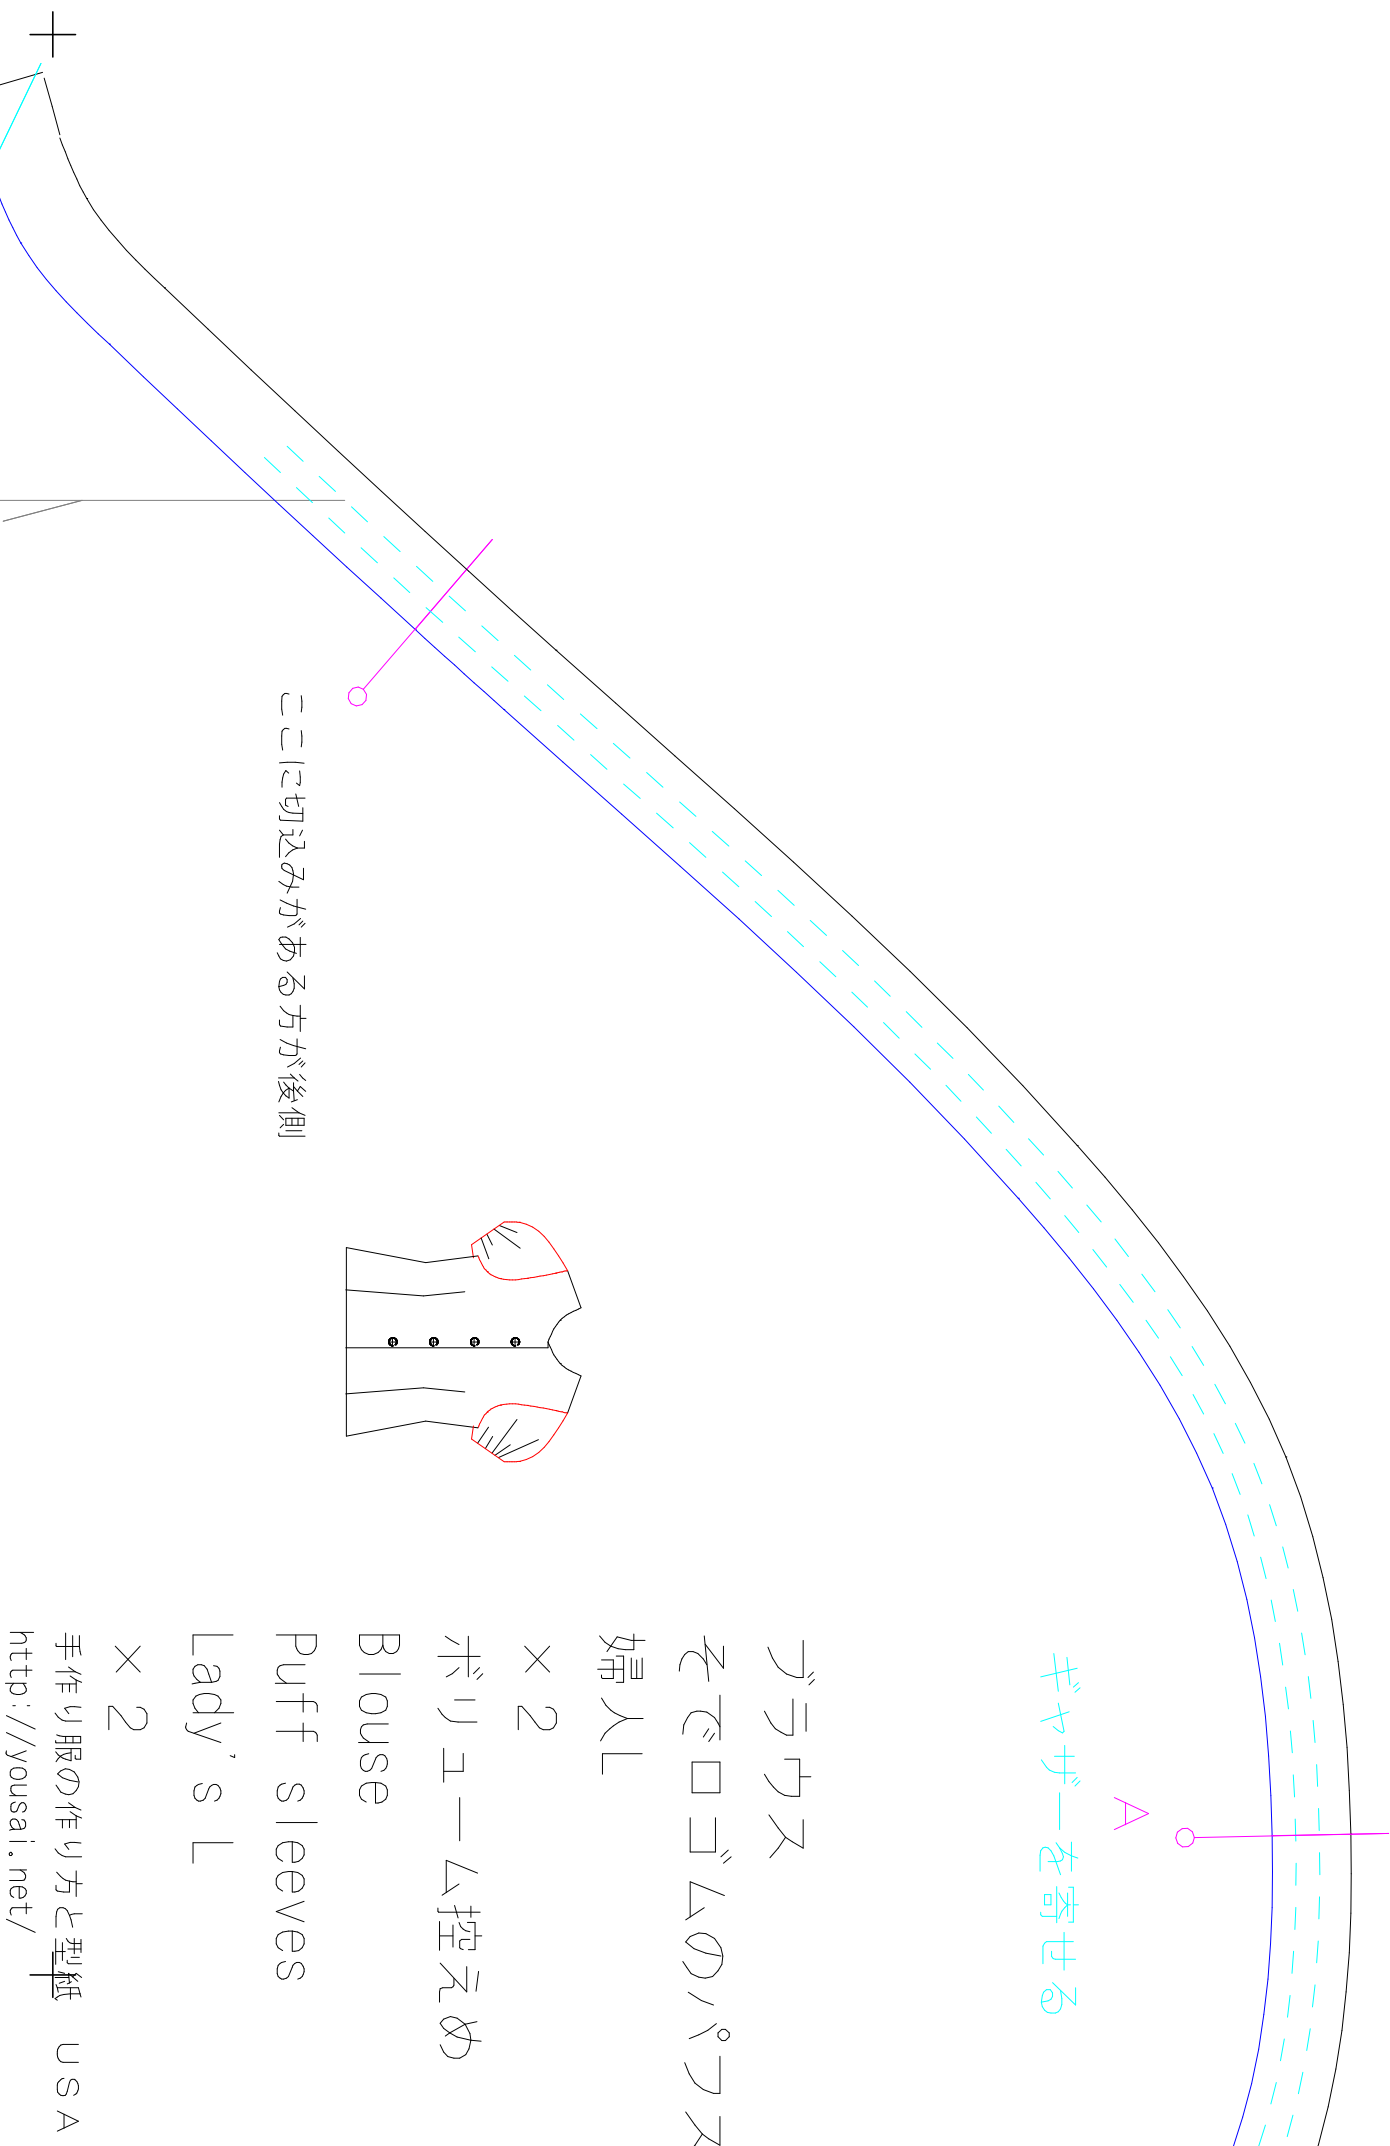 ギャザーを寄せる
A
ブラウス
そでロゴムのパフス
婦人L
×2
ボリューム控えめ
Blouse
Puff sleeves
Lady's L
×2
手作り服の作り方と型紙 USA
http://yousai.net/
ここに切込みがある方が後側